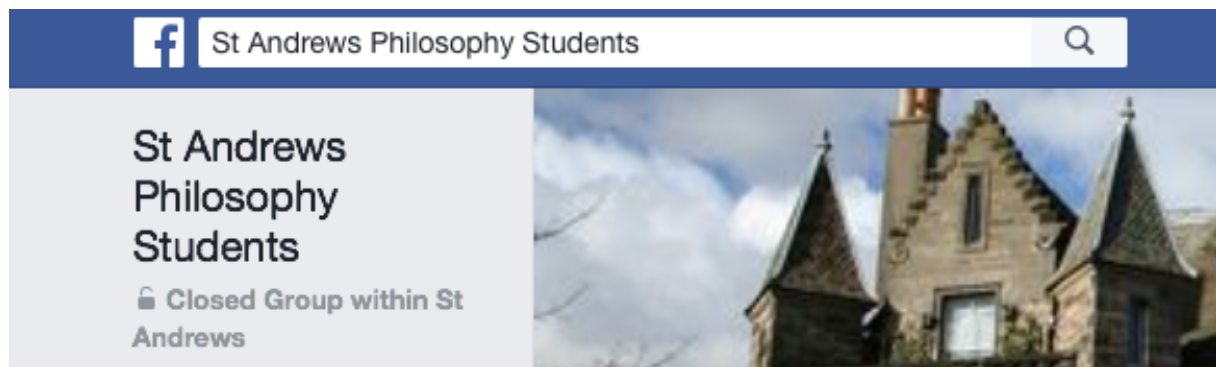 St Andrews Philosophy Students
St Andrews
Philosophy
Students
Closed Group within St
Andrews